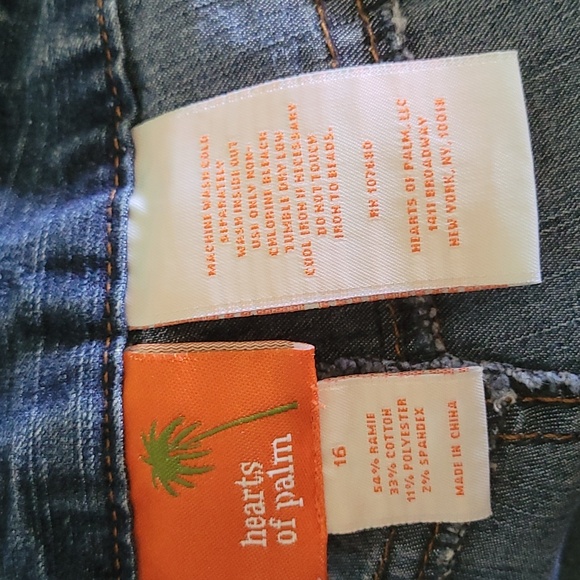 MACHINE WASH COLD
SEPARATELY
WASH INSIDE OUT
USE ONLY NON-
CHLORINE BLEACH
TUMBLE DRY LOW
COOL IRON IF NECESSARY
DO NOT TOUCH
IRON TO BEADS.
RN 107680
HEARTS OF PALM, LLC
1411 BROADWAY
NEW YORK, NY, 10018
hearts
of palm
16
54% RAMIE
33% COTTON
11% POLYESTER
2% SPANDEX
MADE IN CHINA